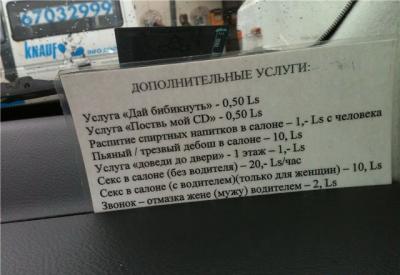 67032999
KNAUF
INFO
ДОПОЛНИТЕЛЬНЫЕ УСЛУГИ:
Услуга «Дай бибикнуть» - 0,50 Ls
Услуга «Поствь мой CD» - 0,50 Ls
Распитие спиртных напитков в салоне – 1,- Ls с человека
Пьяный / трезвый дебош в салоне – 10, Ls
Услуга «доведи до двери» - 1 этаж – 1,- Ls
Секс в салоне (без водителя) – 20,- Ls/час
Секс в салоне (с водителем)(только для женщин) – 10, Ls
Звонок – отмазка жене (мужу) водителем – 2, Ls